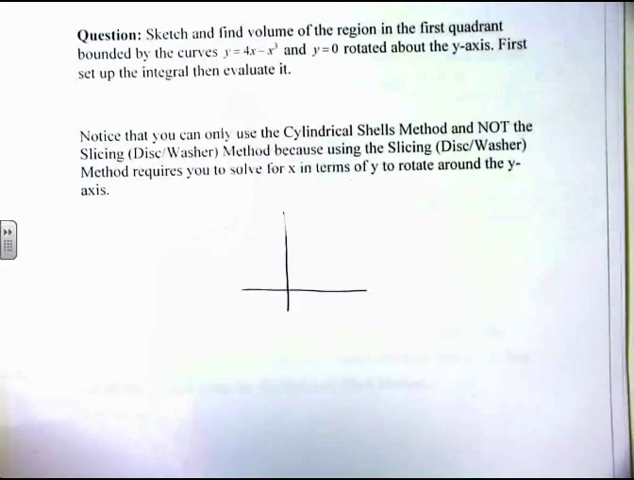 Question: Sketch and find volume of the region in the first quadrant
bounded by the curves y = 4x – x³ and y = 0 rotated about the y-axis. First
set up the integral then evaluate it.
Notice that you can only use the Cylindrical Shells Method and NOT the
Slicing (Disc/Washer) Method because using the Slicing (Disc/Washer)
Method requires you to solve for x in terms of y to rotate around the y-
axis.